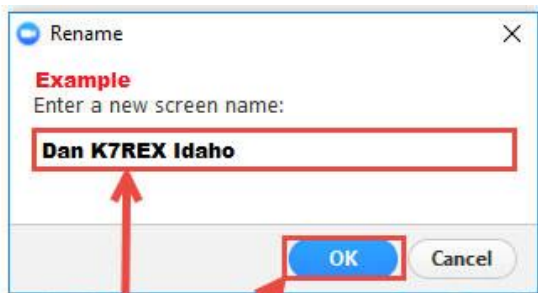 Rename
Example
Enter a new screen name:
Dan K7REX Idaho
OK Cancel